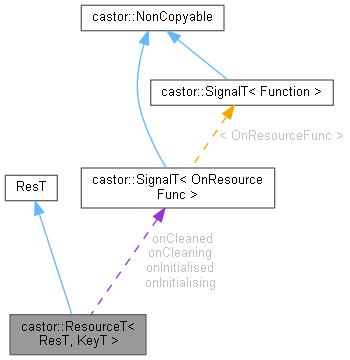 castor::NonCopyable
castor::SignalT< Function >
< OnResourceFunc >
castor::SignalT< OnResource
Func >
ResT
onCleaned
onCleaning
onInitialised
onInitialising
castor::ResourceT<
ResT, KeyT >